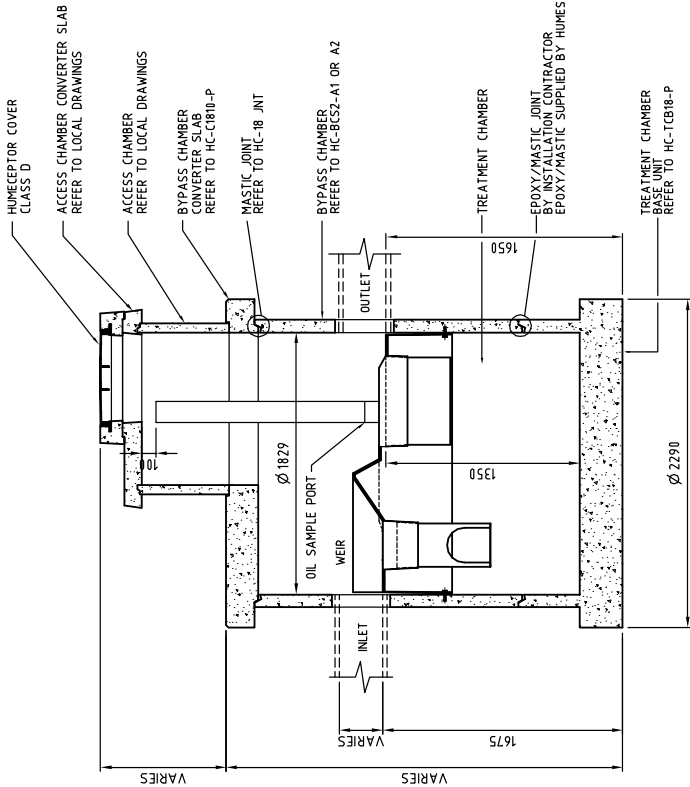 HUMECEPTOR COVER
CLASS D
ACCESS CHAMBER CONVERTER SLAB
REFER TO LOCAL DRAWINGS
ACCESS CHAMBER
REFER TO LOCAL DRAWINGS
BYPASS CHAMBER
CONVERTER SLAB
REFER TO HC-C1810-P
MASTIC JOINT
REFER TO HC-18 JNT
BYPASS CHAMBER
REFER TO HC-BCS2-A1 OR A2
TREATMENT CHAMBER
EPOXY/MASTIC JOINT
BY INSTALLATION CONTRACTOR
EPOXY/MASTIC SUPPLIED BY HUMES
TREATMENT CHAMBER
BASE UNIT
REFER TO HC-TCB18-P
OUTLET
1650
100
Ø 1829
OIL SAMPLE PORT
WEIR
1350
Ø 2290
INLET
VARIES
1675
VARIES
VARIES